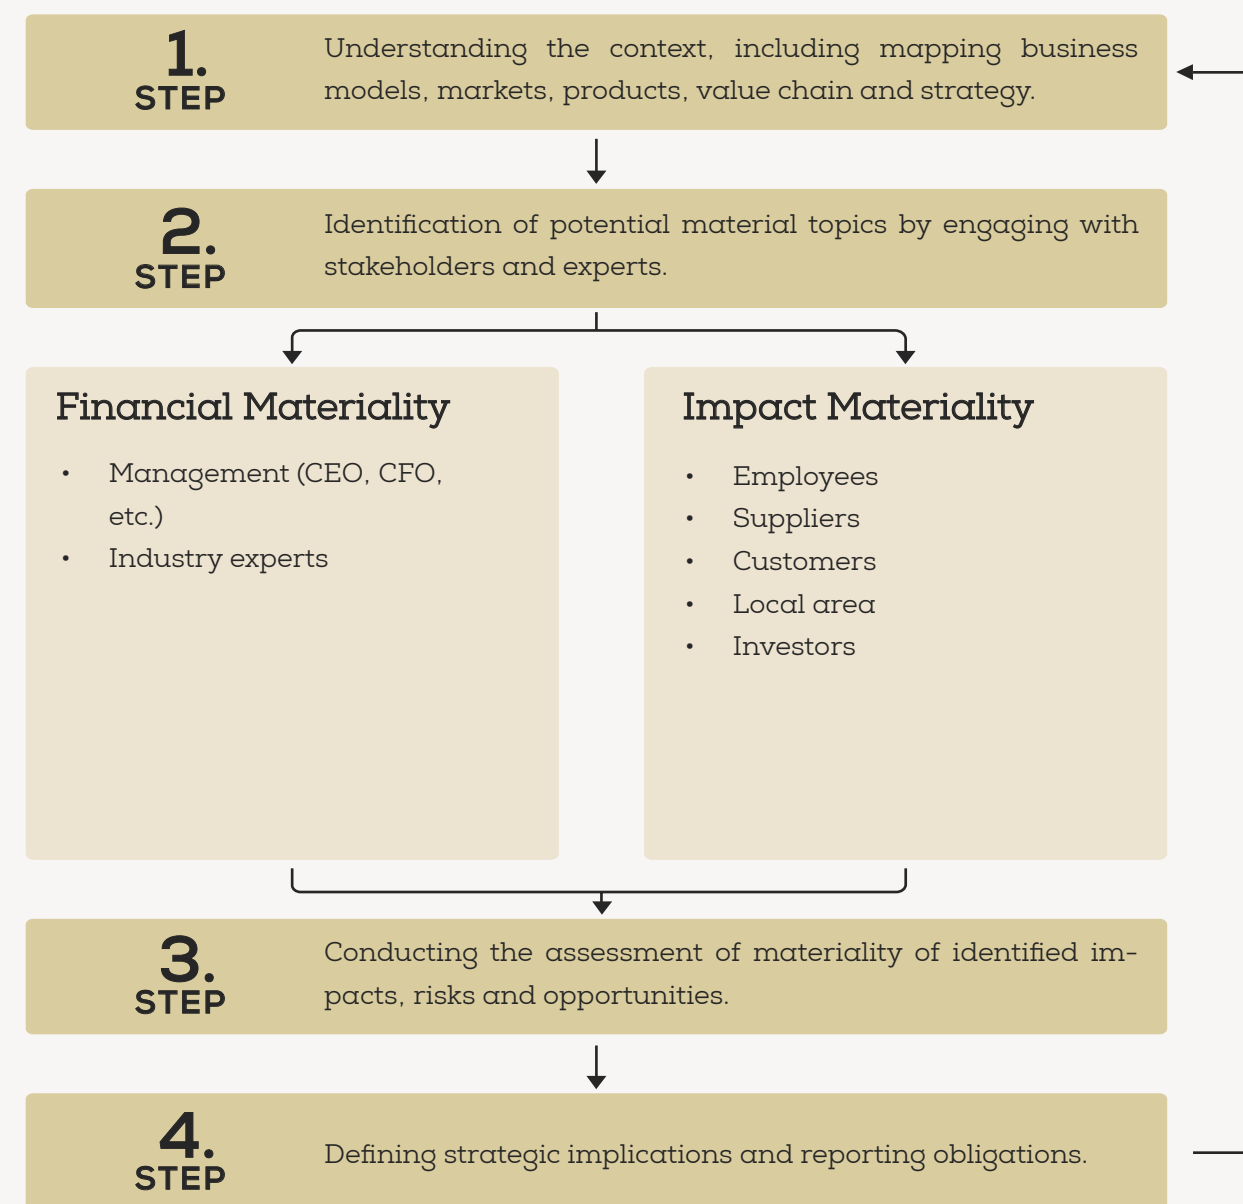 1.
STEP
Understanding the context, including mapping business
models, markets, products, value chain and strategy.
2.
STEP
Identification of potential material topics by engaging with
stakeholders and experts.
Financial Materiality
• Management (CEO, CFO,
etc.)
• Industry experts
Impact Materiality
• Employees
• Suppliers
• Customers
• Local area
• Investors
3.
STEP
Conducting the assessment of materiality of identified im-
pacts, risks and opportunities.
4.
STEP
Defining strategic implications and reporting obligations.